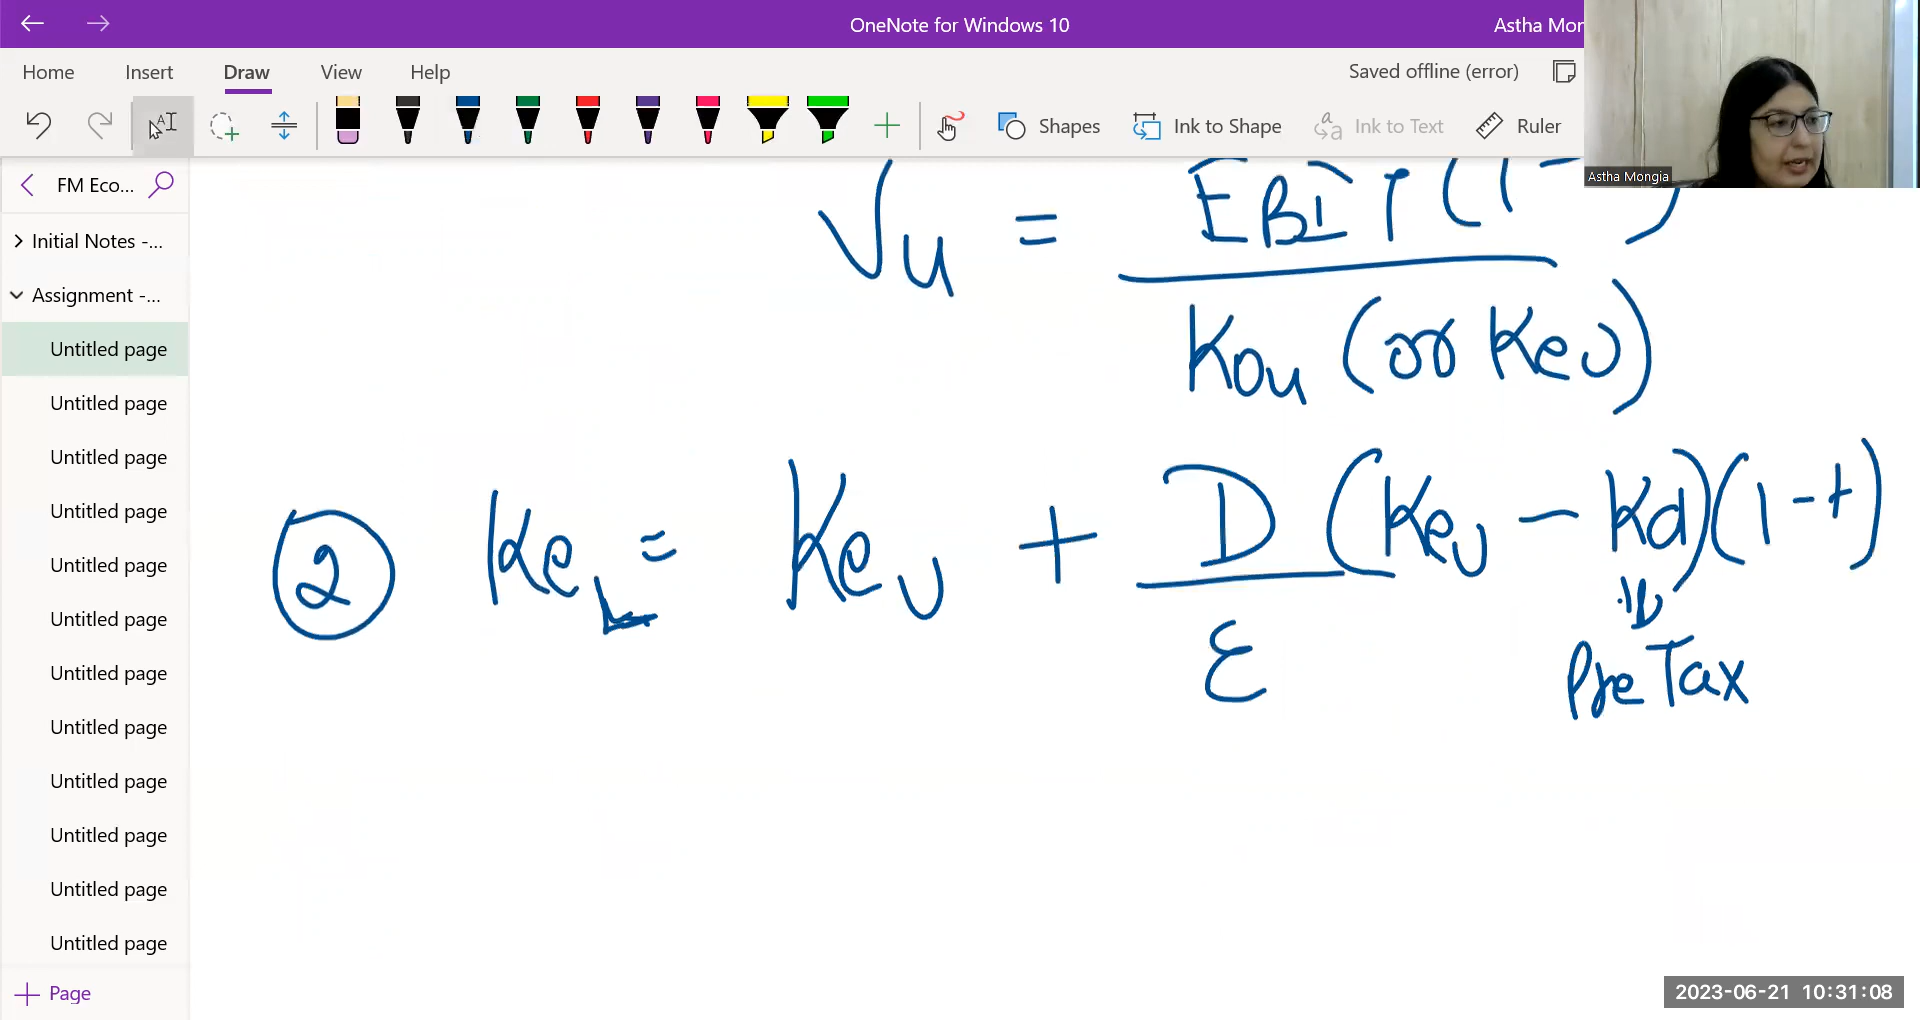 OneNote for Windows 10
Astha Mon
Home Insert Draw View Help
Saved offline (error)
Shapes Ink to Shape Ink to Text Ruler
Astha Mongia
FM Eco...
Initial Notes -...
Assignment -...
Untitled page
Untitled page
Untitled page
Untitled page
Untitled page
Untitled page
Untitled page
Untitled page
Untitled page
Untitled page
Untitled page
Untitled page
Page
Vu = EBIT (1-
Kou (or KeU)
2 KeL = KeU + D (KeU - Kd)(1-t)
E
Pre Tax
2023-06-21 10:31:08